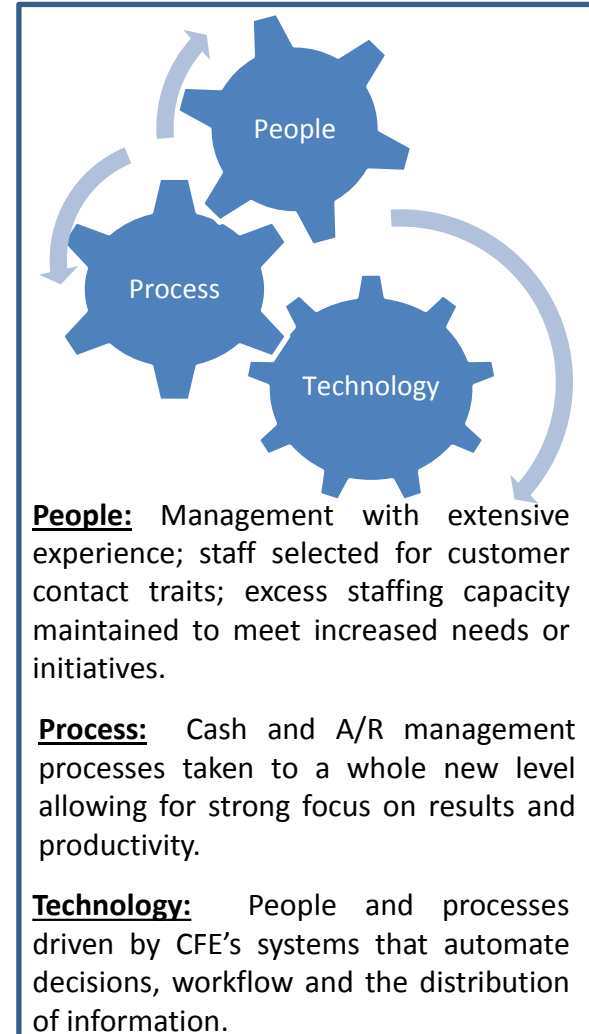 People
Process
Technology
People: Management with extensive
experience; staff selected for customer
contact traits; excess staffing capacity
maintained to meet increased needs or
initiatives.
Process: Cash and A/R management
processes taken to a whole new level
allowing for strong focus on results and
productivity.
Technology: People and processes
driven by CFE’s systems that automate
decisions, workflow and the distribution
of information.